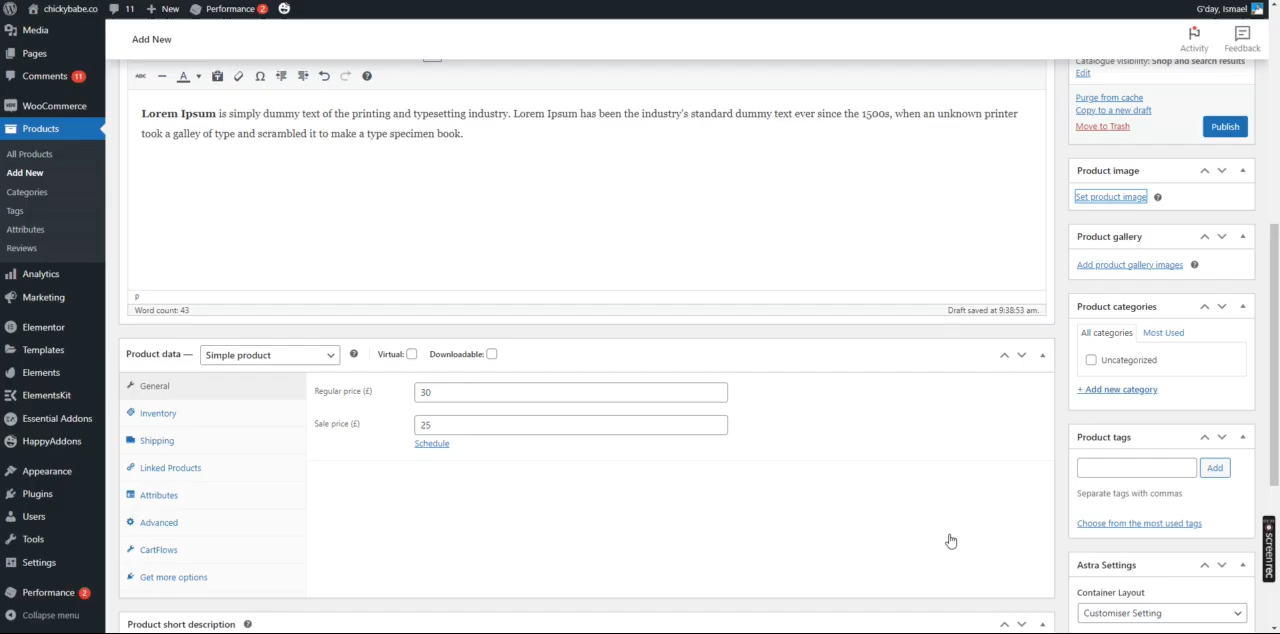 chickybabe.co 11 New Performance 2 G'day, Ismael
Media
Pages
Comments 11
WooCommerce
Products
All Products
Add New
Categories
Tags
Attributes
Reviews
Analytics
Marketing
Elementor
Templates
Elements
ElementsKit
Essential Addons
HappyAddons
Appearance
Plugins
Users
Tools
Settings
Performance 2
Collapse menu
Add New
Activity
Feedback
ABC A
Lorem Ipsum is simply dummy text of the printing and typesetting industry. Lorem Ipsum has been the industry's standard dummy text ever since the 1500s, when an unknown printer
took a galley of type and scrambled it to make a type specimen book.
P
Word count: 43 Draft saved at 9:38:53 am.
Product data — Simple product Virtual: Downloadable:
General
Inventory
Shipping
Linked Products
Attributes
Advanced
CartFlows
Get more options
Regular price (£) 30
Sale price (£) 25
Schedule
Product short description
Catalogue visibility: Shop and search results
Edit
Purge from cache
Copy to a new draft
Move to Trash
Publish
Product image
Set product image
Product gallery
Add product gallery images
Product categories
All categories Most Used
Uncategorized
+ Add new category
Product tags
Add
Separate tags with commas
Choose from the most used tags
Astra Settings
Container Layout
Customiser Setting
screenrec